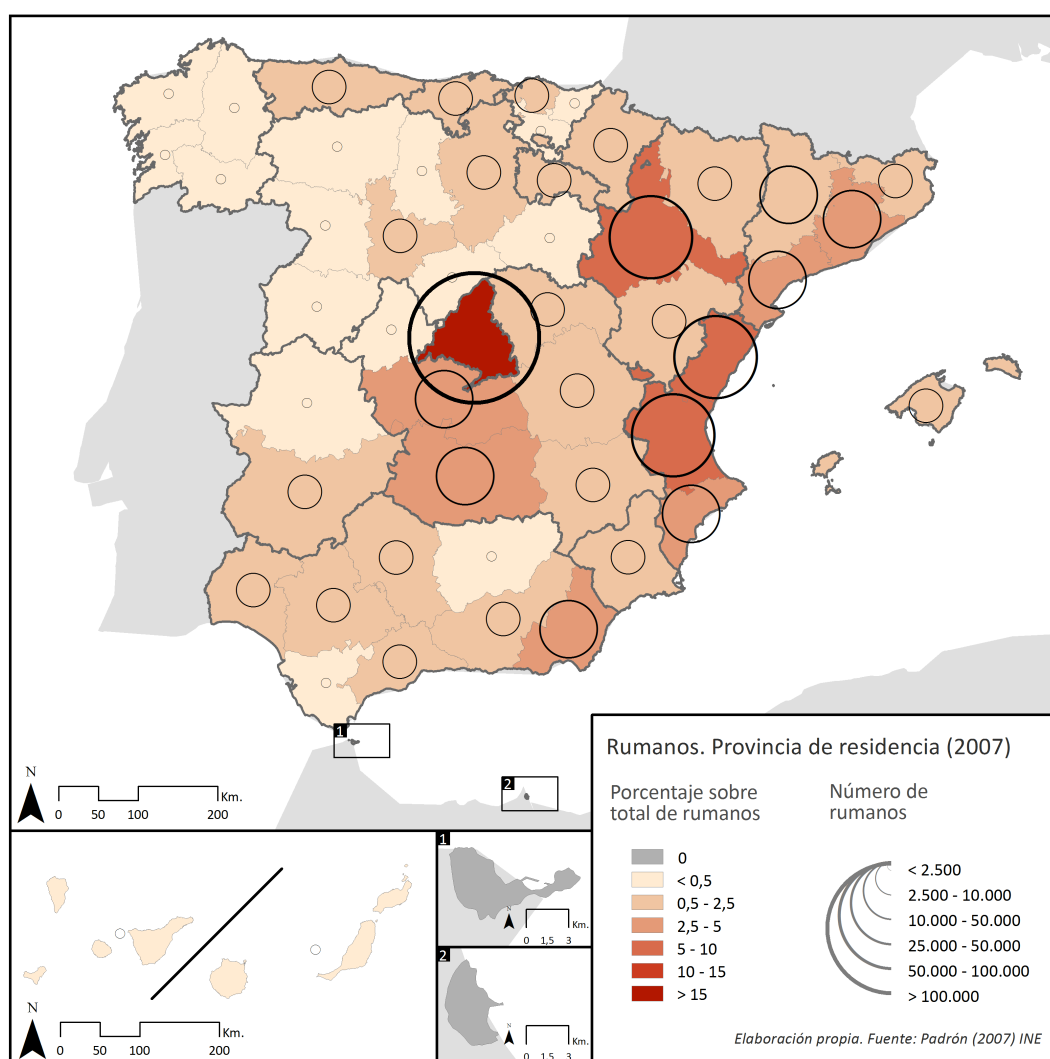 1
N
0 50 100 200 Km.
2
Rumanos. Provincia de residencia (2007)
Porcentaje sobre
total de rumanos
0
< 0,5
0,5 - 2,5
2,5 - 5
5 - 10
10 - 15
> 15
Número de
rumanos
< 2.500
2.500 - 10.000
10.000 - 50.000
25.000 - 50.000
50.000 - 100.000
> 100.000
Elaboración propia. Fuente: Padrón (2007) INE
N
0 50 100 200 Km.
1
N
0 1,5 3 Km.
2
N
0 1,5 3 Km.